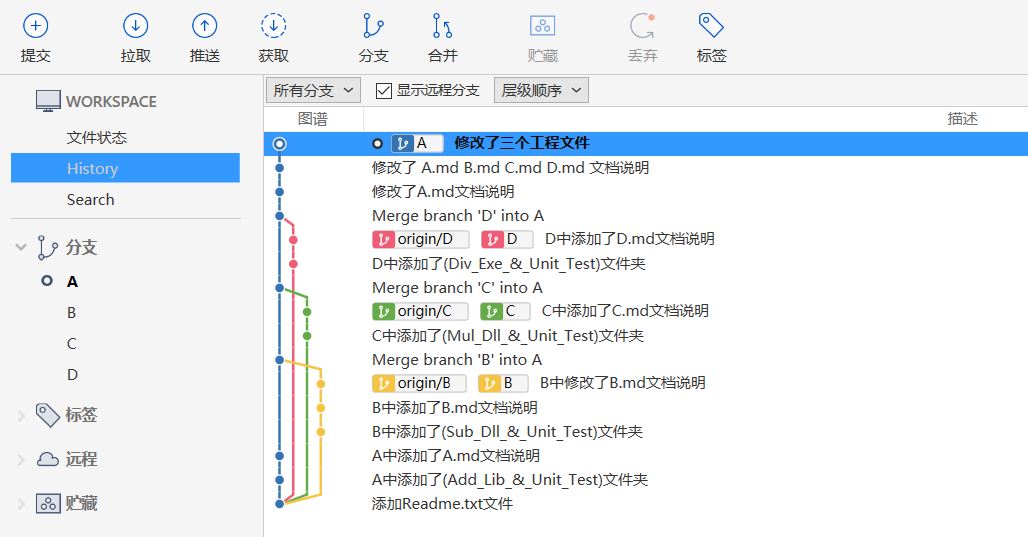 提交 拉取 推送 获取 分支 合并 贮藏 丢弃 标签
WORKSPACE
文件状态
History
Search
分支
A
B
C
D
标签
远程
贮藏
所有分支 显示远程分支 层级顺序
图谱 描述
A 修改了三个工程文件
修改了 A.md B.md C.md D.md 文档说明
修改了A.md文档说明
Merge branch 'D' into A
origin/D D D中添加了D.md文档说明
D中添加了(Div_Exe_&_Unit_Test)文件夹
Merge branch 'C' into A
origin/C C C中添加了C.md文档说明
C中添加了(Mul_Dll_&_Unit_Test)文件夹
Merge branch 'B' into A
origin/B B B中修改了B.md文档说明
B中添加了B.md文档说明
B中添加了(Sub_Dll_&_Unit_Test)文件夹
A中添加了A.md文档说明
A中添加了(Add_Lib_&_Unit_Test)文件夹
添加Readme.txt文件